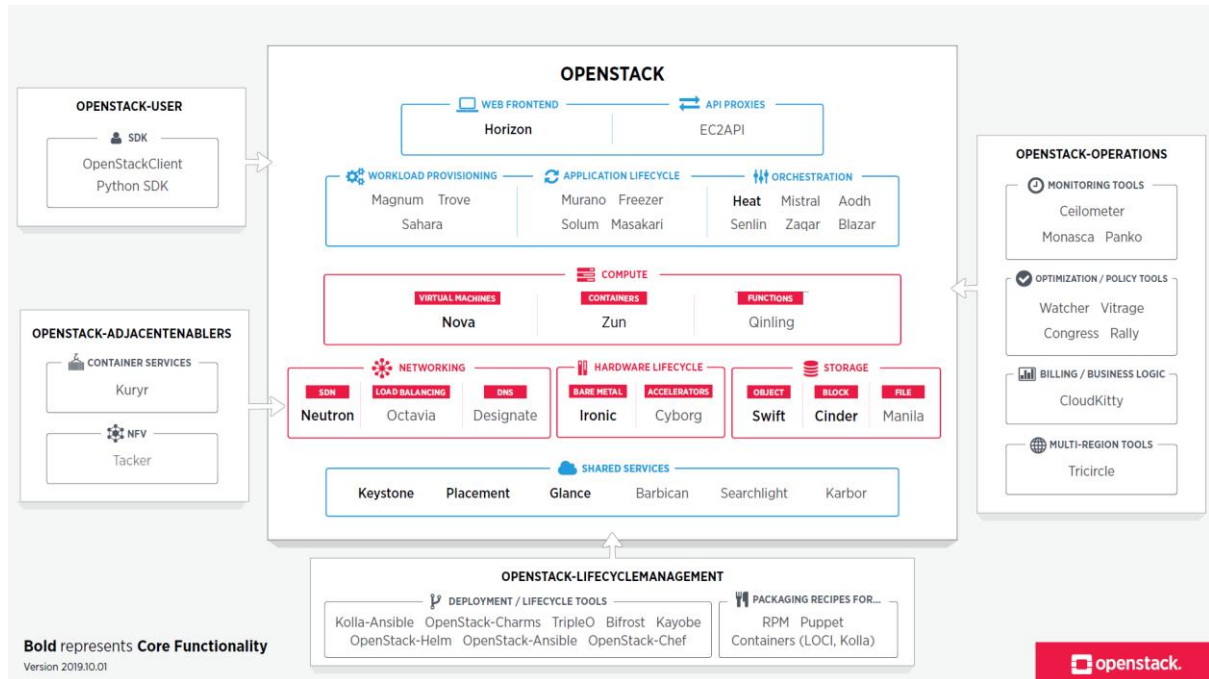 OPENSTACK
WEB FRONTEND
API PROXIES
Horizon
EC2API
WORKLOAD PROVISIONING
APPLICATION LIFECYCLE
ORCHESTRATION
Magnum Trove
Sahara
Murano Freezer
Solum Masakari
Heat Mistral Aodh
Senlin Zaqar Blazar
COMPUTE
VIRTUAL MACHINES
CONTAINERS
FUNCTIONS
Nova
Zun
Qinling
NETWORKING
SDN
LOAD BALANCING
DNS
Neutron
Octavia
Designate
HARDWARE LIFECYCLE
BARE METAL
ACCELERATORS
Ironic
Cyborg
STORAGE
OBJECT
BLOCK
FILE
Swift
Cinder
Manila
SHARED SERVICES
Keystone Placement Glance Barbican Searchlight Karbor
OPENSTACK-USER
SDK
OpenStackClient
Python SDK
OPENSTACK-ADJACENTENABLERS
CONTAINER SERVICES
Kuryr
NFV
Tacker
OPENSTACK-OPERATIONS
MONITORING TOOLS
Ceilometer
Monasca Panko
OPTIMIZATION / POLICY TOOLS
Watcher Vitrage
Congress Rally
BILLING / BUSINESS LOGIC
CloudKitty
MULTI-REGION TOOLS
Tricircle
OPENSTACK-LIFECYCLEMANAGEMENT
DEPLOYMENT / LIFECYCLE TOOLS
Kolla-Ansible OpenStack-Charms TripleO Bifrost Kayobe
OpenStack-Helm OpenStack-Ansible OpenStack-Chef
PACKAGING RECIPES FOR...
RPM Puppet
Containers (LOCI, Kolla)
Bold represents Core Functionality
Version 2019.10.01
openstack.